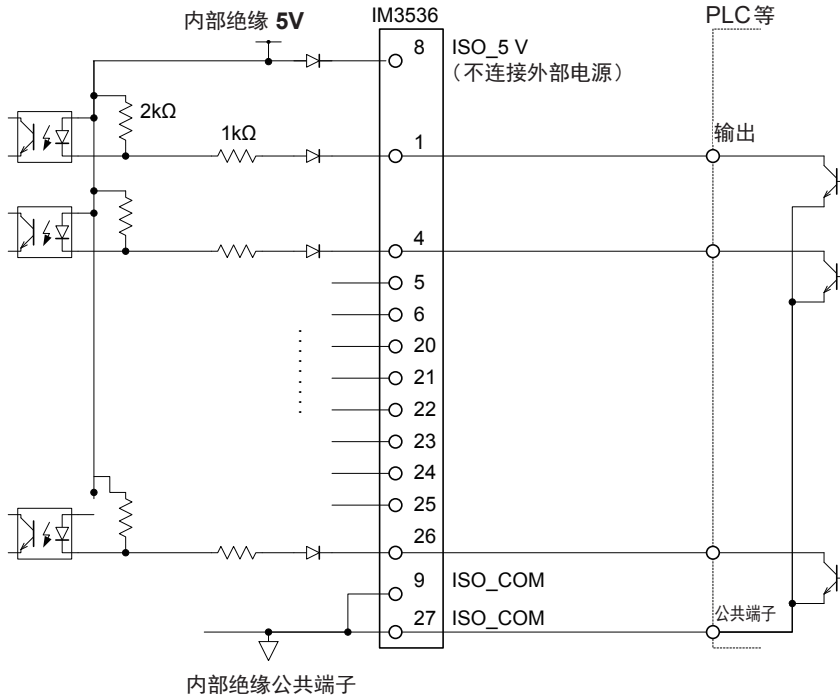 内部绝缘 5V
IM3536
PLC等
8 ISO_5 V
（不连接外部电源）
2kΩ
1kΩ
1
输出
4
5
6
20
21
22
23
24
25
26
9 ISO_COM
27 ISO_COM
公共端子
内部绝缘公共端子